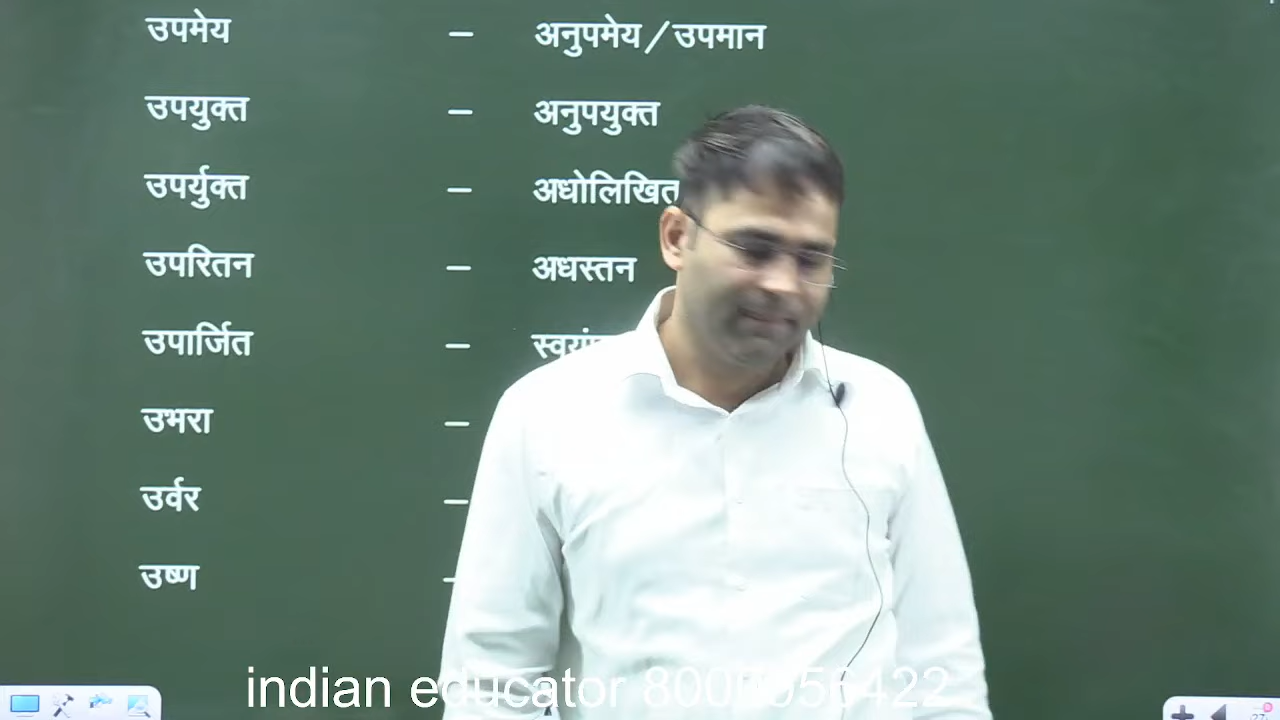 उपमेय – अनुपमेय/उपमान
उपयुक्त – अनुपयुक्त
उपर्युक्त – अधोलिखित
उपरितन – अधस्तन
उपार्जित –
उभरा –
उर्वर –
उष्ण –
indian educator